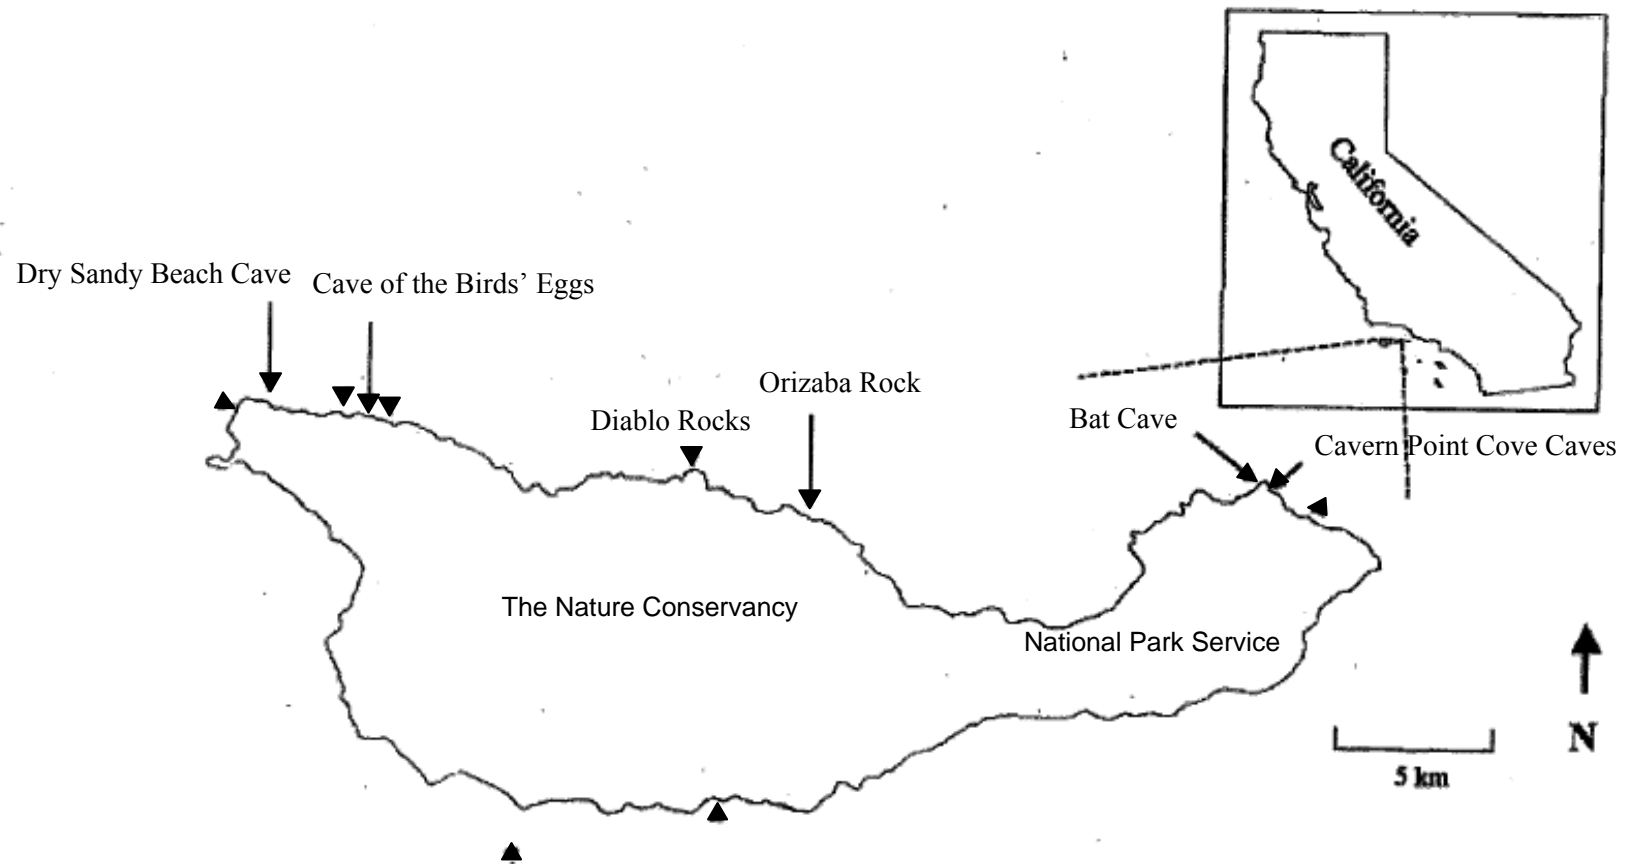 California
Dry Sandy Beach Cave
Cave of the Birds’ Eggs
Orizaba Rock
Diablo Rocks
Bat Cave
Cavern Point Cove Caves
The Nature Conservancy
National Park Service
N
5 km